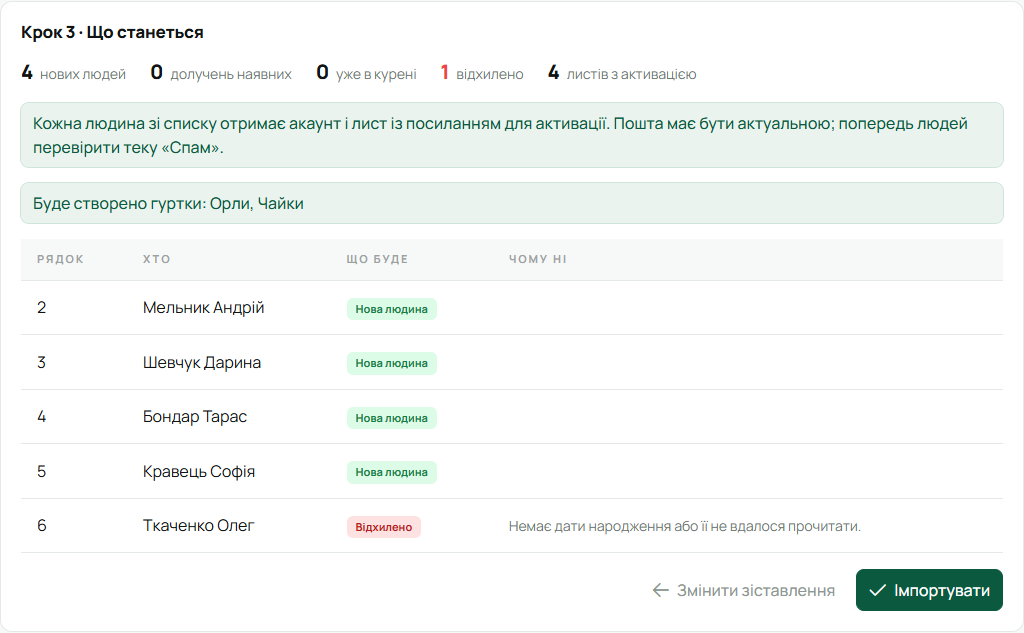 Крок 3 · Що станеться
4 нових людей 0 долучень наявних 0 уже в курені 1 відхилено 4 листів з активацією
Кожна людина зі списку отримає акаунт і лист із посиланням для активації. Пошта має бути актуальною; попередь людей
перевірити теку «Спам».
Буде створено гуртки: Орли, Чайки
РЯДОК ХТО ЩО БУДЕ ЧОМУ НІ
2 Мельник Андрій Нова людина
3 Шевчук Дарина Нова людина
4 Бондар Тарас Нова людина
5 Кравець Софія Нова людина
6 Ткаченко Олег Відхилено Немає дати народження або її не вдалося прочитати.
← Змінити зіставлення ✓ Імпортувати